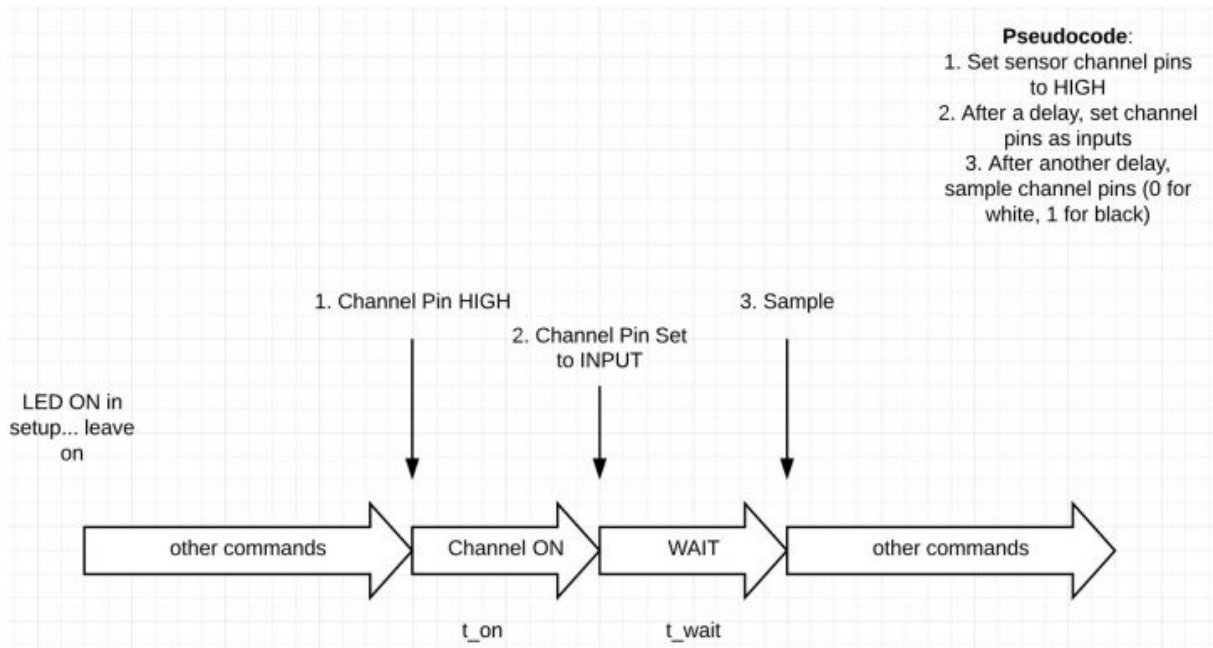 Pseudocode:
1. Set sensor channel pins
to HIGH
2. After a delay, set channel
pins as inputs
3. After another delay,
sample channel pins (0 for
white, 1 for black)
1. Channel Pin HIGH
2. Channel Pin Set
to INPUT
3. Sample
LED ON in
setup... leave
on
other commands
Channel ON
WAIT
other commands
t_on
t_wait